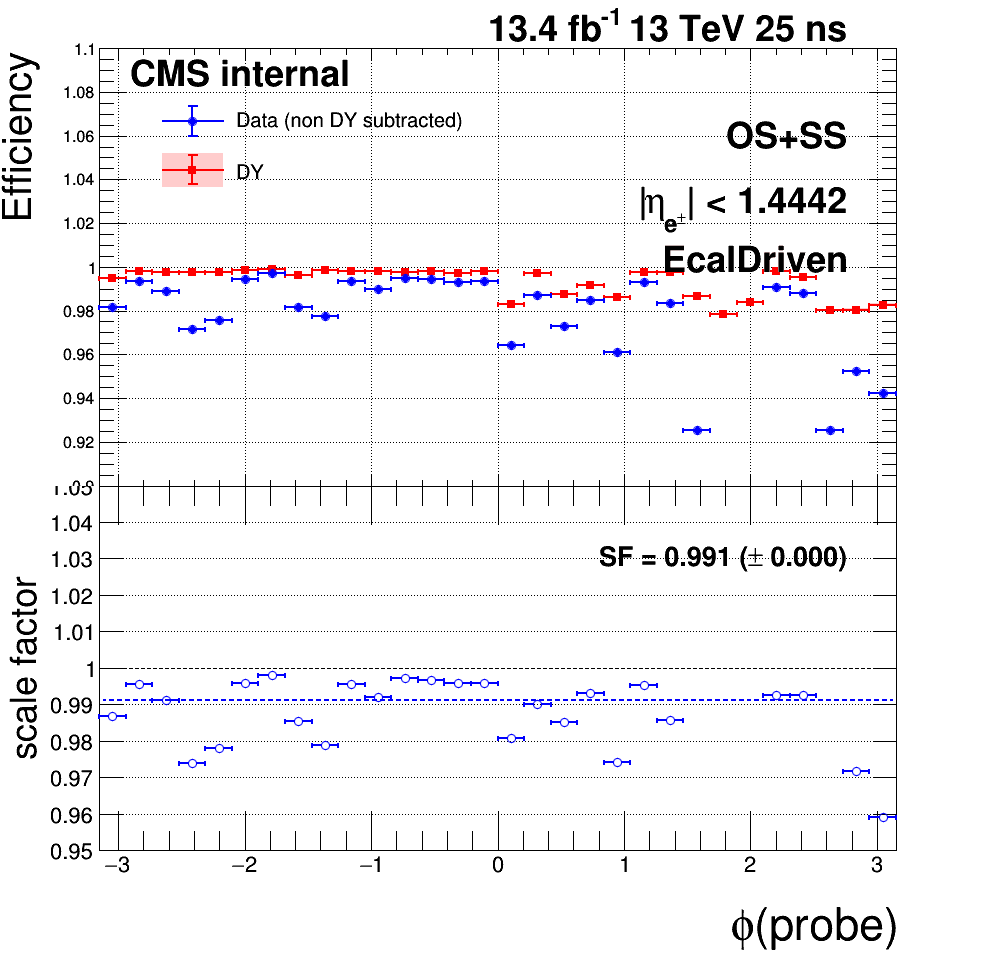 13.4 fb-1 13 TeV 25 ns
Efficiency
1.1
1.08
1.06
1.04
1.02
1
0.98
0.96
0.94
0.92
CMS internal
Data (non DY subtracted)
DY
OS+SS
|ηe±| < 1.4442
EcalDriven
scale factor
1.05
1.04
1.03
1.02
1.01
1
0.99
0.98
0.97
0.96
0.95
SF = 0.991 (± 0.000)
−3 −2 −1 0 1 2 3
ϕ(probe)